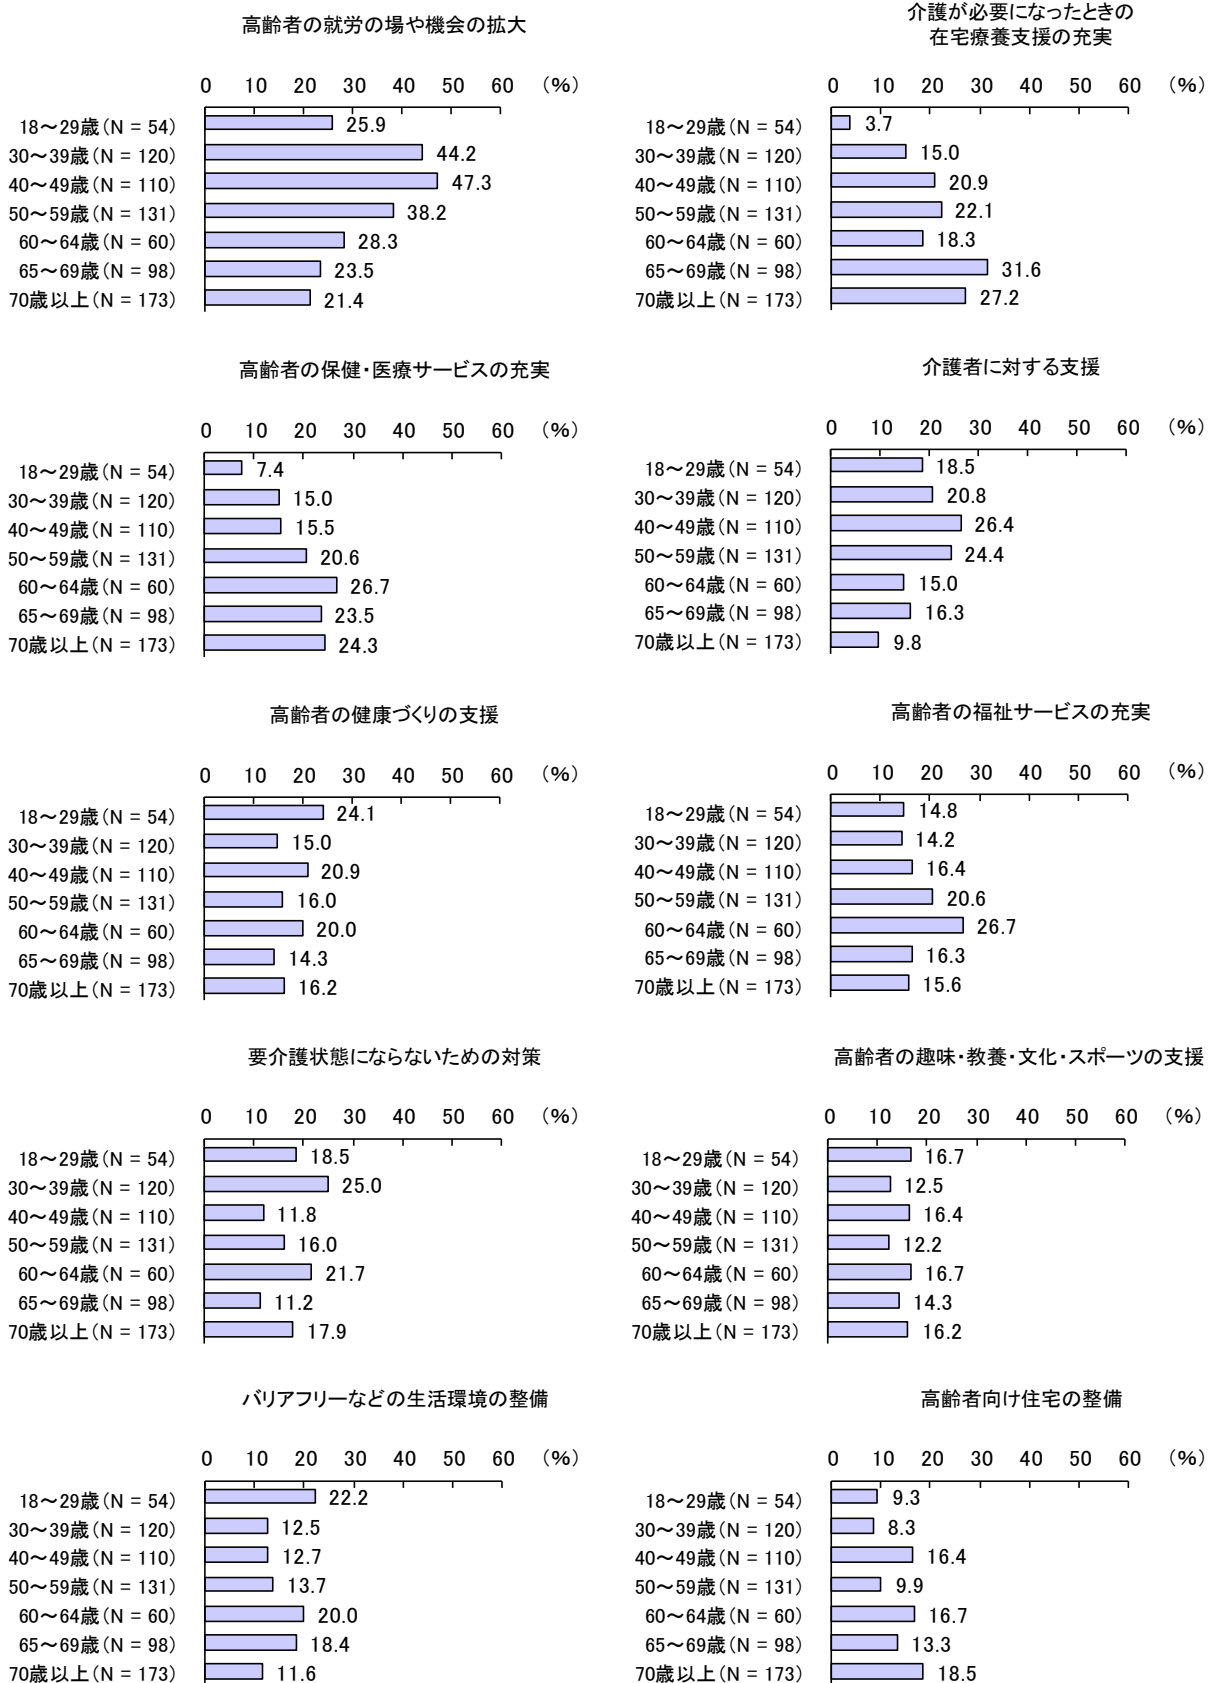 高齢者の就労の場や機会の拡大
0 10 20 30 40 50 60 (%)
18～29歳(N = 54) 25.9
30～39歳(N = 120) 44.2
40～49歳(N = 110) 47.3
50～59歳(N = 131) 38.2
60～64歳(N = 60) 28.3
65～69歳(N = 98) 23.5
70歳以上(N = 173) 21.4
介護が必要になったときの
在宅療養支援の充実
0 10 20 30 40 50 60 (%)
18～29歳(N = 54) 3.7
30～39歳(N = 120) 15.0
40～49歳(N = 110) 20.9
50～59歳(N = 131) 22.1
60～64歳(N = 60) 18.3
65～69歳(N = 98) 31.6
70歳以上(N = 173) 27.2
高齢者の保健・医療サービスの充実
0 10 20 30 40 50 60 (%)
18～29歳(N = 54) 7.4
30～39歳(N = 120) 15.0
40～49歳(N = 110) 15.5
50～59歳(N = 131) 20.6
60～64歳(N = 60) 26.7
65～69歳(N = 98) 23.5
70歳以上(N = 173) 24.3
介護者に対する支援
0 10 20 30 40 50 60 (%)
18～29歳(N = 54) 18.5
30～39歳(N = 120) 20.8
40～49歳(N = 110) 26.4
50～59歳(N = 131) 24.4
60～64歳(N = 60) 15.0
65～69歳(N = 98) 16.3
70歳以上(N = 173) 9.8
高齢者の健康づくりの支援
0 10 20 30 40 50 60 (%)
18～29歳(N = 54) 24.1
30～39歳(N = 120) 15.0
40～49歳(N = 110) 20.9
50～59歳(N = 131) 16.0
60～64歳(N = 60) 20.0
65～69歳(N = 98) 14.3
70歳以上(N = 173) 16.2
高齢者の福祉サービスの充実
0 10 20 30 40 50 60 (%)
18～29歳(N = 54) 14.8
30～39歳(N = 120) 14.2
40～49歳(N = 110) 16.4
50～59歳(N = 131) 20.6
60～64歳(N = 60) 26.7
65～69歳(N = 98) 16.3
70歳以上(N = 173) 15.6
要介護状態にならないための対策
0 10 20 30 40 50 60 (%)
18～29歳(N = 54) 18.5
30～39歳(N = 120) 25.0
40～49歳(N = 110) 11.8
50～59歳(N = 131) 16.0
60～64歳(N = 60) 21.7
65～69歳(N = 98) 11.2
70歳以上(N = 173) 17.9
高齢者の趣味・教養・文化・スポーツの支援
0 10 20 30 40 50 60 (%)
18～29歳(N = 54) 16.7
30～39歳(N = 120) 12.5
40～49歳(N = 110) 16.4
50～59歳(N = 131) 12.2
60～64歳(N = 60) 16.7
65～69歳(N = 98) 14.3
70歳以上(N = 173) 16.2
バリアフリーなどの生活環境の整備
0 10 20 30 40 50 60 (%)
18～29歳(N = 54) 22.2
30～39歳(N = 120) 12.5
40～49歳(N = 110) 12.7
50～59歳(N = 131) 13.7
60～64歳(N = 60) 20.0
65～69歳(N = 98) 18.4
70歳以上(N = 173) 11.6
高齢者向け住宅の整備
0 10 20 30 40 50 60 (%)
18～29歳(N = 54) 9.3
30～39歳(N = 120) 8.3
40～49歳(N = 110) 16.4
50～59歳(N = 131) 9.9
60～64歳(N = 60) 16.7
65～69歳(N = 98) 13.3
70歳以上(N = 173) 18.5